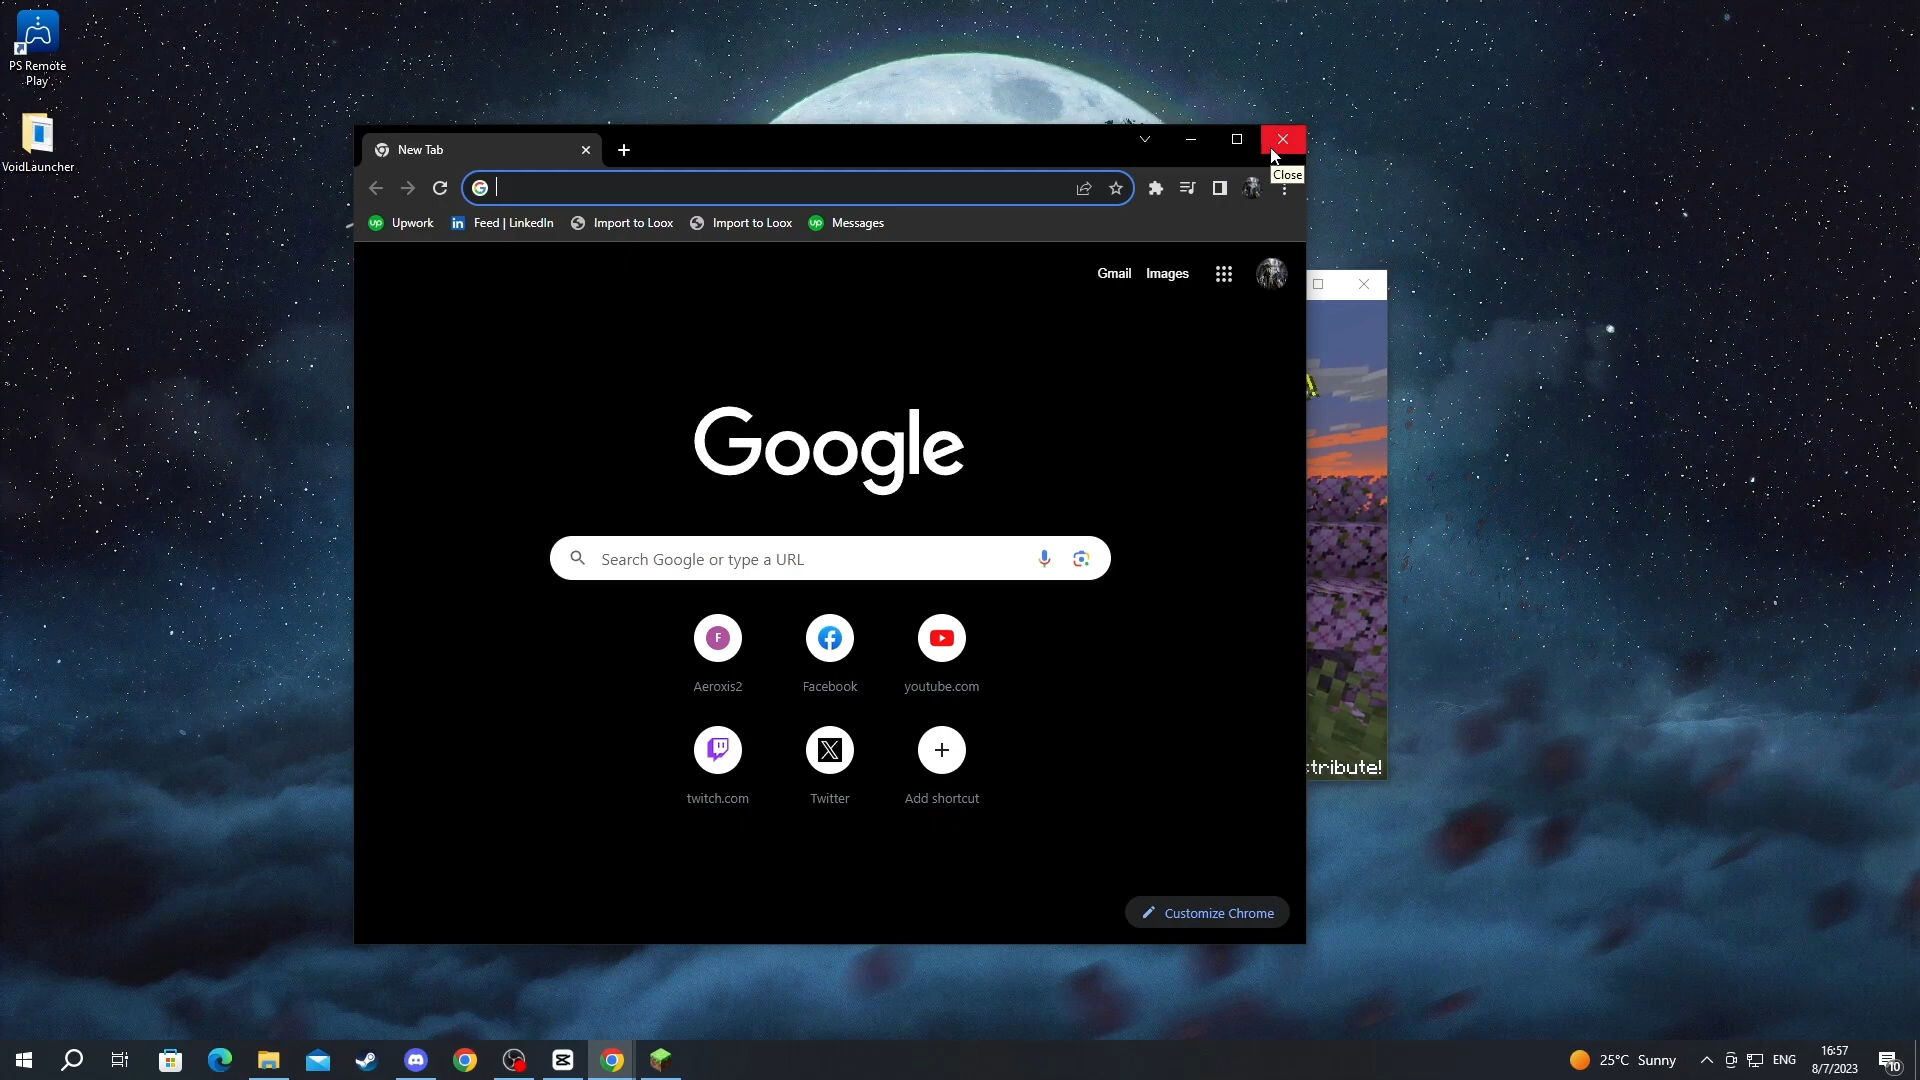 PS Remote
Play
VoidLauncher
New Tab
Close
Upwork
Feed | LinkedIn
Import to Loox
Import to Loox
Messages
Gmail
Images
Google
Search Google or type a URL
F
Aeroxis2
Facebook
youtube.com
twitch.com
Twitter
Add shortcut
Customize Chrome
stribute!
25°C Sunny
ENG
16:57
8/7/2023
10